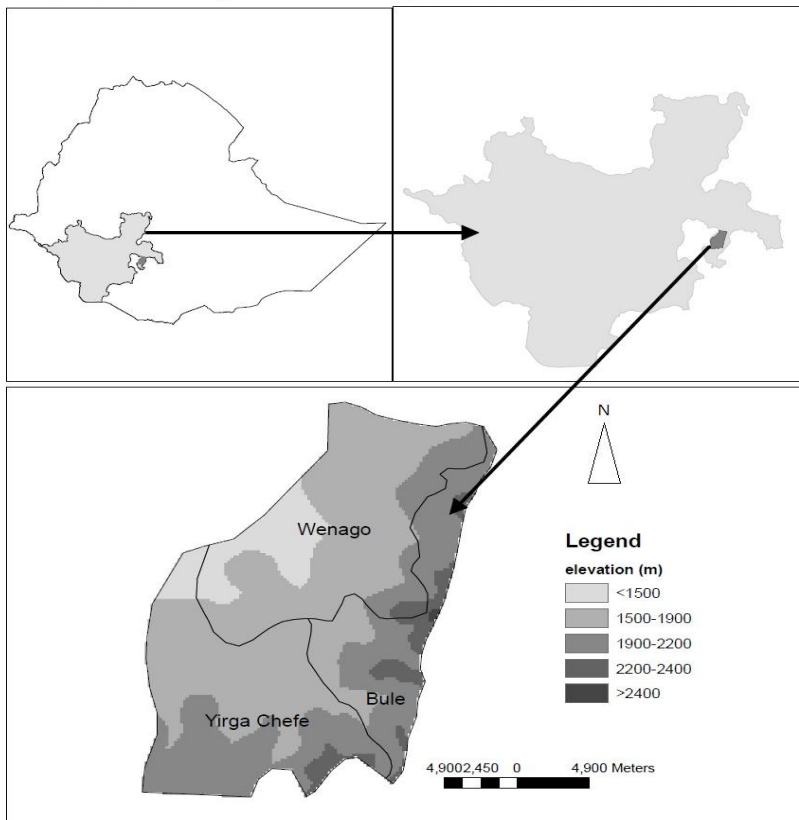 N
Wenago
Bule
Yirga Chefe
Legend
elevation (m)
<1500
1500-1900
1900-2200
2200-2400
>2400
4,9002,450 0 4,900 Meters